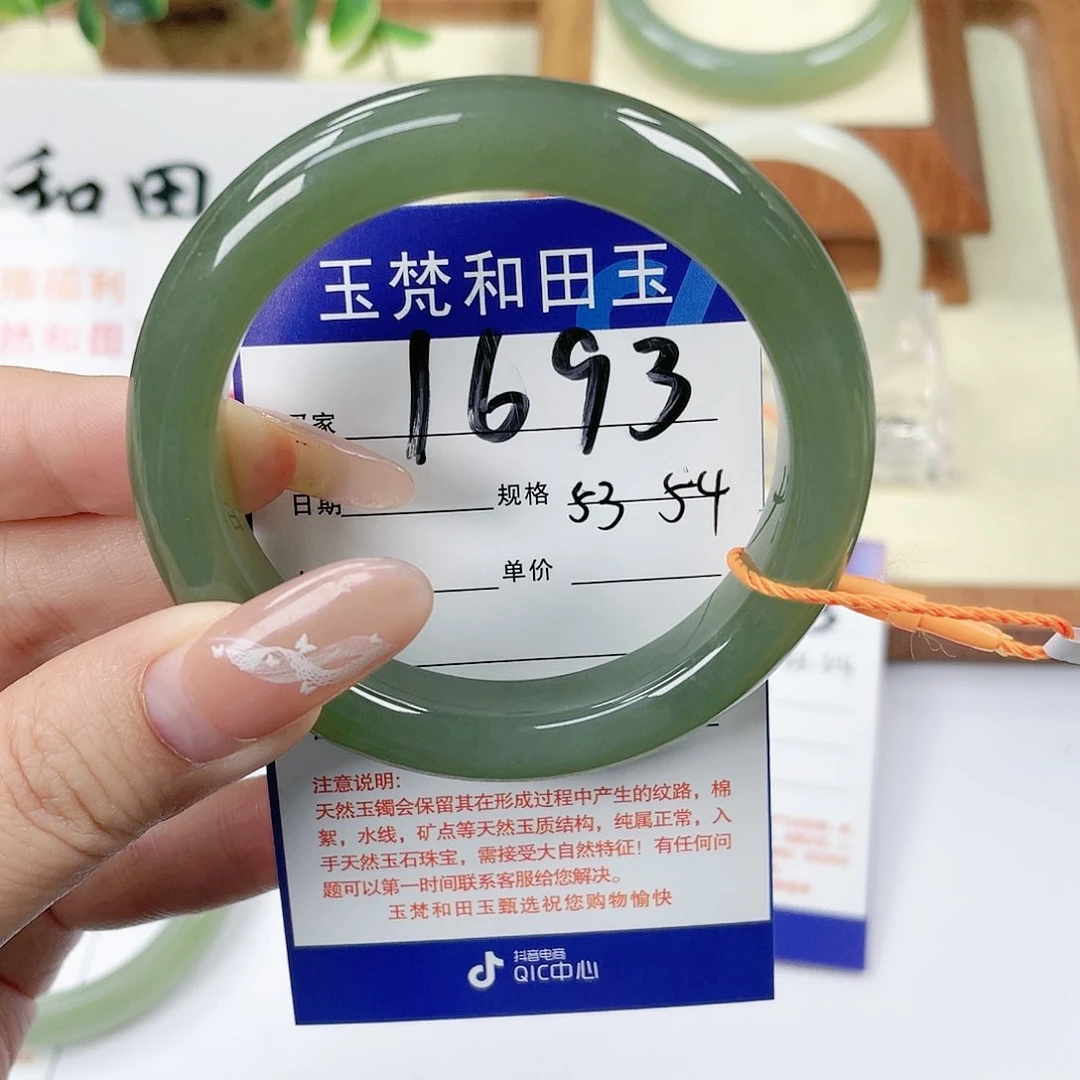 和田
玉梵和田玉
1693
家
日期
规格 53 54
单价
注意说明:
天然玉镯会保留其在形成过程中产生的纹路，棉
絮，水线，矿点等天然玉质结构，纯属正常，入
手天然玉石珠宝，需接受大自然特征！有任何问
题可以第一时间联系客服给您解决。
玉梵和田玉甄选祝您购物愉快
抖音电商
QIC中心